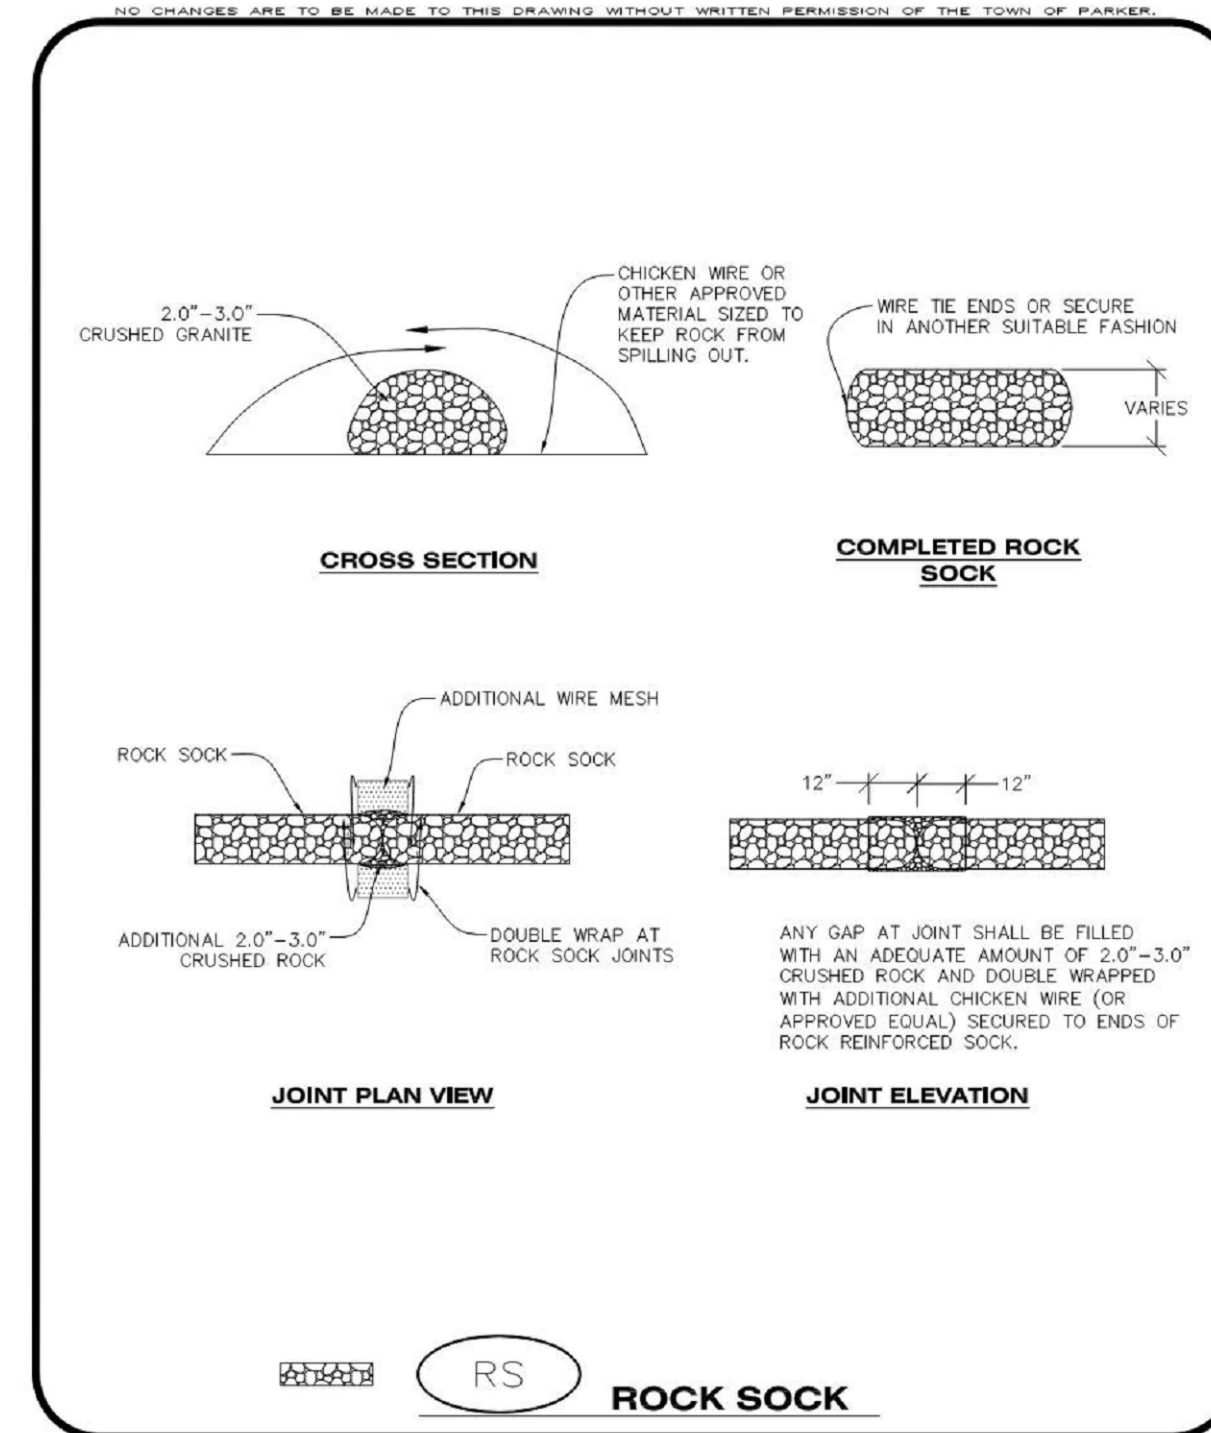 NO CHANGES ARE TO BE MADE TO THIS DRAWING WITHOUT WRITTEN PERMISSION OF THE TOWN OF PARKER.
2.0"-3.0"
CRUSHED GRANITE
CHICKEN WIRE OR
OTHER APPROVED
MATERIAL SIZED TO
KEEP ROCK FROM
SPILLING OUT.
WIRE TIE ENDS OR SECURE
IN ANOTHER SUITABLE FASHION
VARIES
CROSS SECTION
COMPLETED ROCK
SOCK
ADDITIONAL WIRE MESH
ROCK SOCK
ROCK SOCK
ADDITIONAL 2.0"-3.0"
CRUSHED ROCK
DOUBLE WRAP AT
ROCK SOCK JOINTS
12"
12"
ANY GAP AT JOINT SHALL BE FILLED
WITH AN ADEQUATE AMOUNT OF 2.0"-3.0"
CRUSHED ROCK AND DOUBLE WRAPPED
WITH ADDITIONAL CHICKEN WIRE (OR
APPROVED EQUAL) SECURED TO ENDS OF
ROCK REINFORCED SOCK.
JOINT PLAN VIEW
JOINT ELEVATION
RS
ROCK SOCK